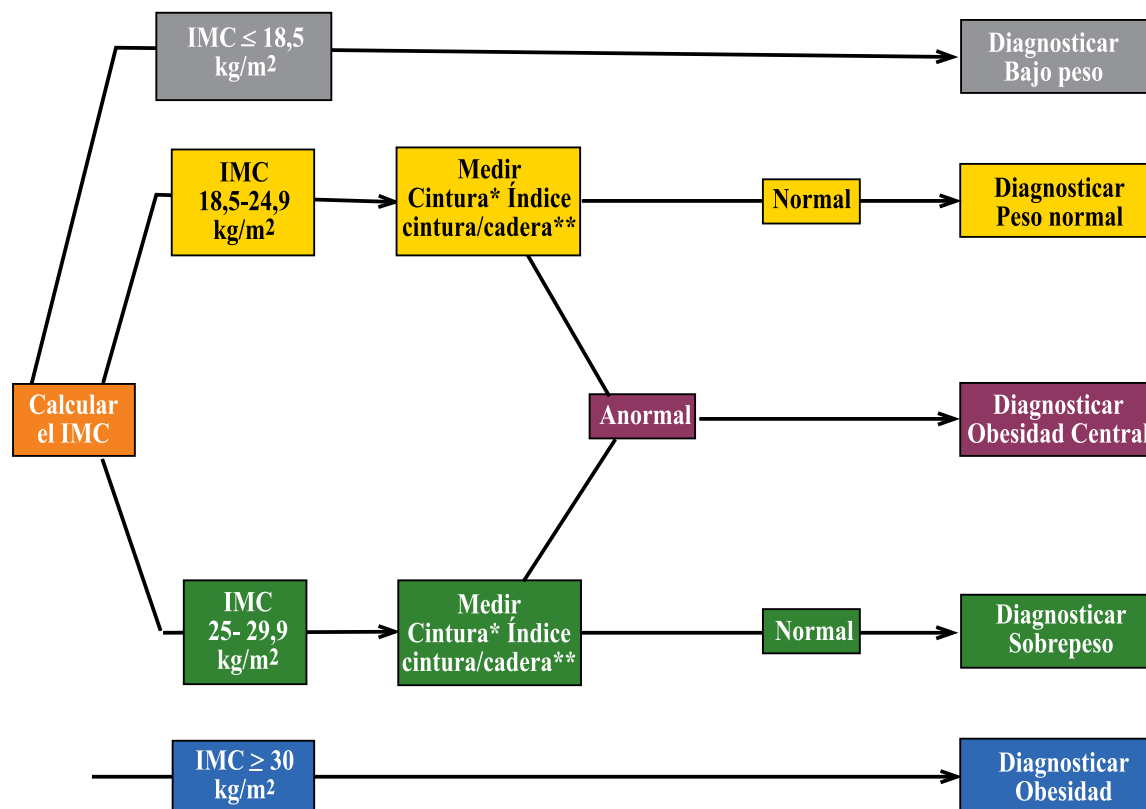 IMC ≤ 18,5
kg/m²
Diagnosticar
Bajo peso
IMC
18,5-24,9
kg/m²
Medir
Cintura* Índice
cintura/cadera**
Normal
Diagnosticar
Peso normal
Calcular
el IMC
Anormal
Diagnosticar
Obesidad Central
IMC
25- 29,9
kg/m²
Medir
Cintura* Índice
cintura/cadera**
Normal
Diagnosticar
Sobrepeso
IMC ≥ 30
kg/m²
Diagnosticar
Obesidad